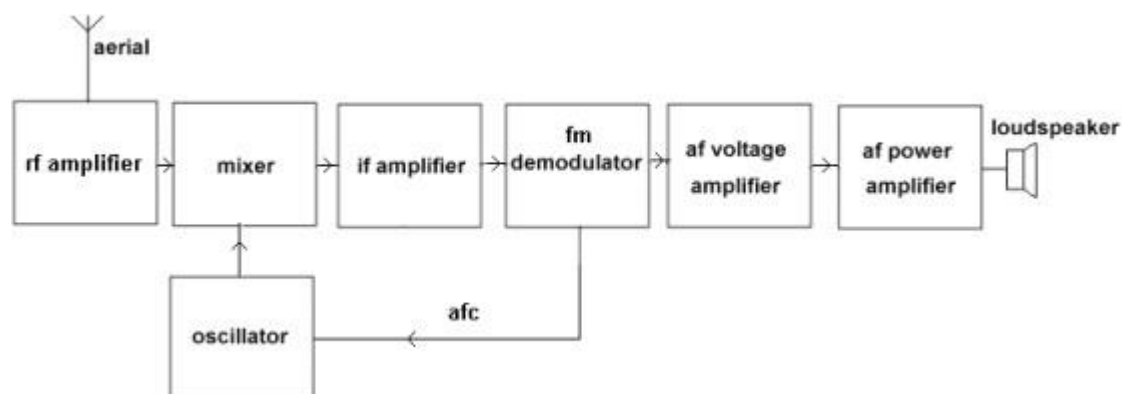 aerial
rf amplifier
mixer
if amplifier
fm
demodulator
af voltage
amplifier
af power
amplifier
loudspeaker
oscillator
afc